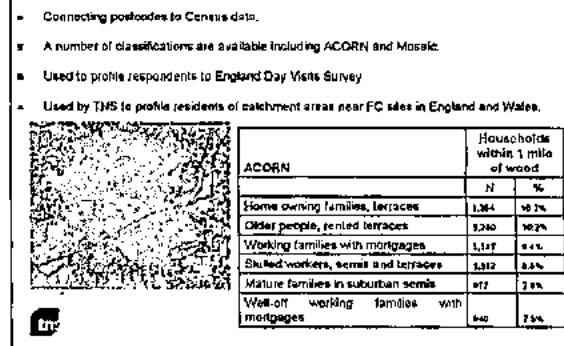 Connecting postcodes to Census data.
A number of classifications are available including ACORN and Mosaic.
Used to profile respondents to England Day Visits Survey
Used by TNS to profile residents of catchment areas near FC sites in England and Wales.
ACORN
Households
within 1 mile
of wood
N %
Home owning families, terraces
Older people, rented terraces 10.2%
Working families with mortgages
Skilled workers, semis and terraces
Mature families in suburban semis
Well-off working families with
mortgages
tns